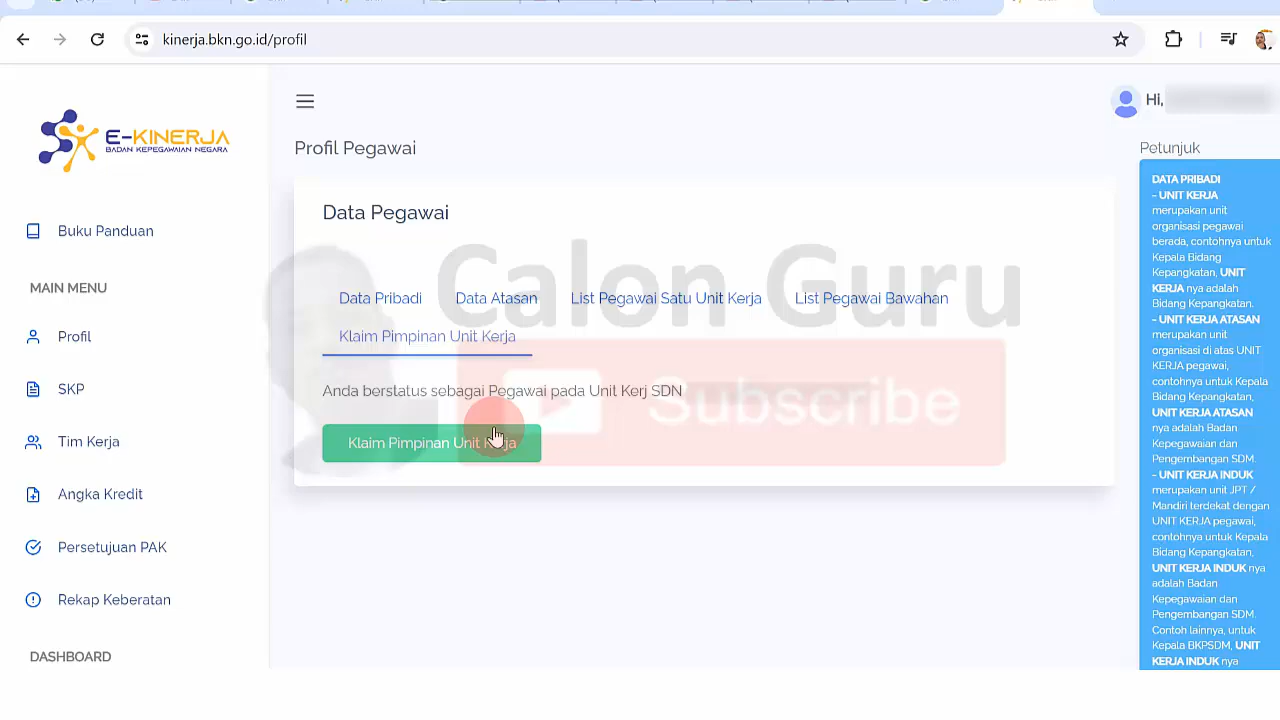 kinerja.bkn.go.id/profil
E-KINERJA
BADAN KEPEGAWAIAN NEGARA
Buku Panduan
MAIN MENU
Profil
SKP
Tim Kerja
Angka Kredit
Persetujuan PAK
Rekap Keberatan
DASHBOARD
Hi,
Profil Pegawai
Data Pegawai
Calon Guru
Data Pribadi
Data Atasan
List Pegawai Satu Unit Kerja
List Pegawai Bawahan
Klaim Pimpinan Unit Kerja
Anda berstatus sebagai Pegawai pada Unit Kerj SDN
Subscribe
Klaim Pimpinan Unit Kerja
Petunjuk
DATA PRIBADI
- UNIT KERJA
merupakan unit
organisasi pegawai
berada, contohnya untuk
Kepala Bidang
Kepangkatan, UNIT
KERJA nya adalah
Bidang Kepangkatan.
- UNIT KERJA ATASAN
merupakan unit
organisasi di atas UNIT
KERJA pegawai,
contohnya untuk Kepala
Bidang Kepangkatan,
UNIT KERJA ATASAN
nya adalah Badan
Kepegawaian dan
Pengembangan SDM.
- UNIT KERJA INDUK
merupakan unit JPT /
Mandiri terdekat dengan
UNIT KERJA pegawai,
contohnya untuk Kepala
Bidang Kepangkatan,
UNIT KERJA INDUK nya
adalah Badan
Kepegawaian dan
Pengembangan SDM.
Contoh lainnya, untuk
Kepala BKPSDM, UNIT
KERJA INDUK nya